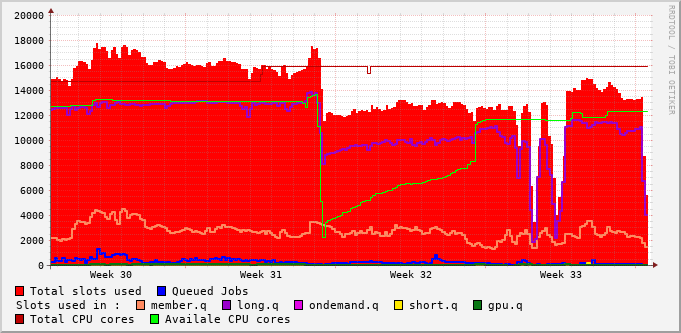 20000
18000
16000
14000
12000
10000
8000
6000
4000
2000
0
Week 30 Week 31 Week 32 Week 33
Total slots used Queued Jobs
Slots used in : member.q long.q ondemand.q short.q gpu.q
Total CPU cores Availale CPU cores
RRDTOOL / TOBI OETIKER